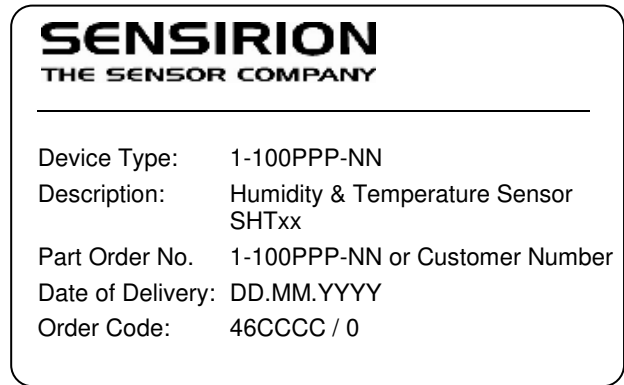 SENSIRION
THE SENSOR COMPANY
Device Type: 1-100PPP-NN
Description: Humidity & Temperature Sensor
SHTxx
Part Order No. 1-100PPP-NN or Customer Number
Date of Delivery: DD.MM.YYYY
Order Code: 46CCCC / 0